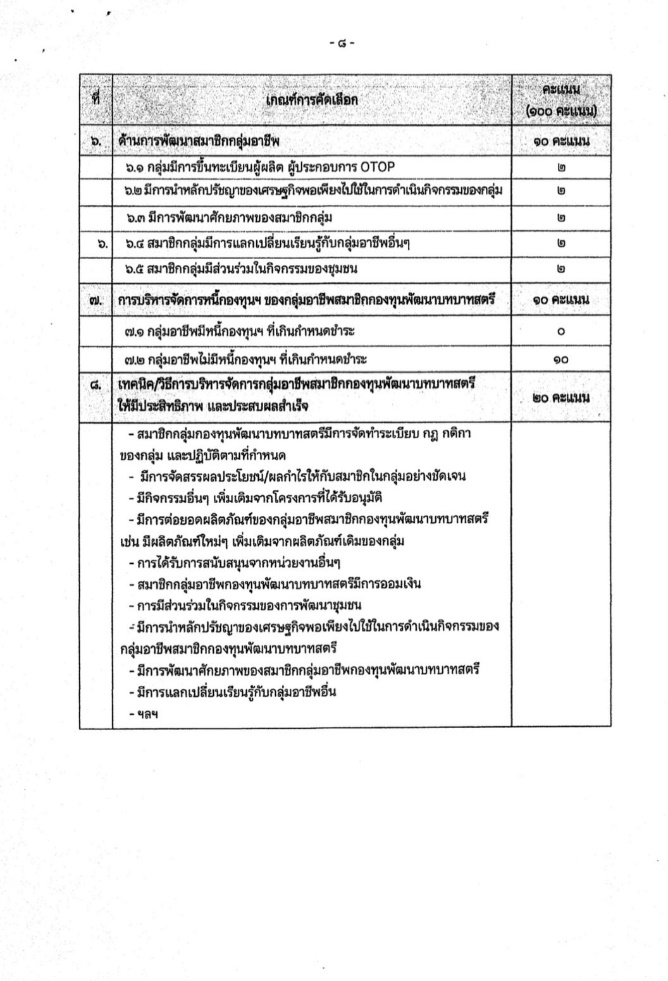 - ๘ -
ที่ เกณฑ์การคัดเลือก คะแนน
(๑๐๐ คะแนน)
๖. ด้านการพัฒนาสมาชิกกลุ่มอาชีพ ๑๐ คะแนน
๖.๑ กลุ่มมีการขึ้นทะเบียนผู้ผลิต ผู้ประกอบการ OTOP ๒
๖.๒ มีการนำหลักปรัชญาของเศรษฐกิจพอเพียงไปใช้ในการดำเนินกิจกรรมของกลุ่ม ๒
๖.๓ มีการพัฒนาศักยภาพของสมาชิกกลุ่ม ๒
๖. ๖.๔ สมาชิกกลุ่มมีการแลกเปลี่ยนเรียนรู้กับกลุ่มอาชีพอื่นๆ ๒
๖.๕ สมาชิกกลุ่มมีส่วนร่วมในกิจกรรมของชุมชน ๒
๗. การบริหารจัดการหนี้กองทุนฯ ของกลุ่มอาชีพสมาชิกกองทุนพัฒนาบทบาทสตรี ๑๐ คะแนน
๗.๑ กลุ่มอาชีพมีหนี้กองทุนฯ ที่เกินกำหนดชำระ ๐
๗.๒ กลุ่มอาชีพไม่มีหนี้กองทุนฯ ที่เกินกำหนดชำระ ๑๐
๘. เทคนิค/วิธีการบริหารจัดการกลุ่มอาชีพสมาชิกกองทุนพัฒนาบทบาทสตรี
ให้มีประสิทธิภาพ และประสบผลสำเร็จ ๒๐ คะแนน
- สมาชิกกลุ่มกองทุนพัฒนาบทบาทสตรีมีการจัดทำระเบียบ กฎ กติกา
ของกลุ่ม และปฏิบัติตามที่กำหนด
- มีการจัดสรรผลประโยชน์/ผลกำไรให้กับสมาชิกในกลุ่มอย่างชัดเจน
- มีกิจกรรมอื่นๆ เพิ่มเติมจากโครงการที่ได้รับอนุมัติ
- มีการต่อยอดผลิตภัณฑ์ของกลุ่มอาชีพสมาชิกกองทุนพัฒนาบทบาทสตรี
เช่น มีผลิตภัณฑ์ใหม่ๆ เพิ่มเติมจากผลิตภัณฑ์เดิมของกลุ่ม
- การได้รับการสนับสนุนจากหน่วยงานอื่นๆ
- สมาชิกกลุ่มอาชีพกองทุนพัฒนาบทบาทสตรีมีการออมเงิน
- การมีส่วนร่วมในกิจกรรมของการพัฒนาชุมชน
- มีการนำหลักปรัชญาของเศรษฐกิจพอเพียงไปใช้ในการดำเนินกิจกรรมของ
กลุ่มอาชีพสมาชิกกองทุนพัฒนาบทบาทสตรี
- มีการพัฒนาศักยภาพของสมาชิกกลุ่มอาชีพกองทุนพัฒนาบทบาทสตรี
- มีการแลกเปลี่ยนเรียนรู้กับกลุ่มอาชีพอื่น
- ฯลฯ